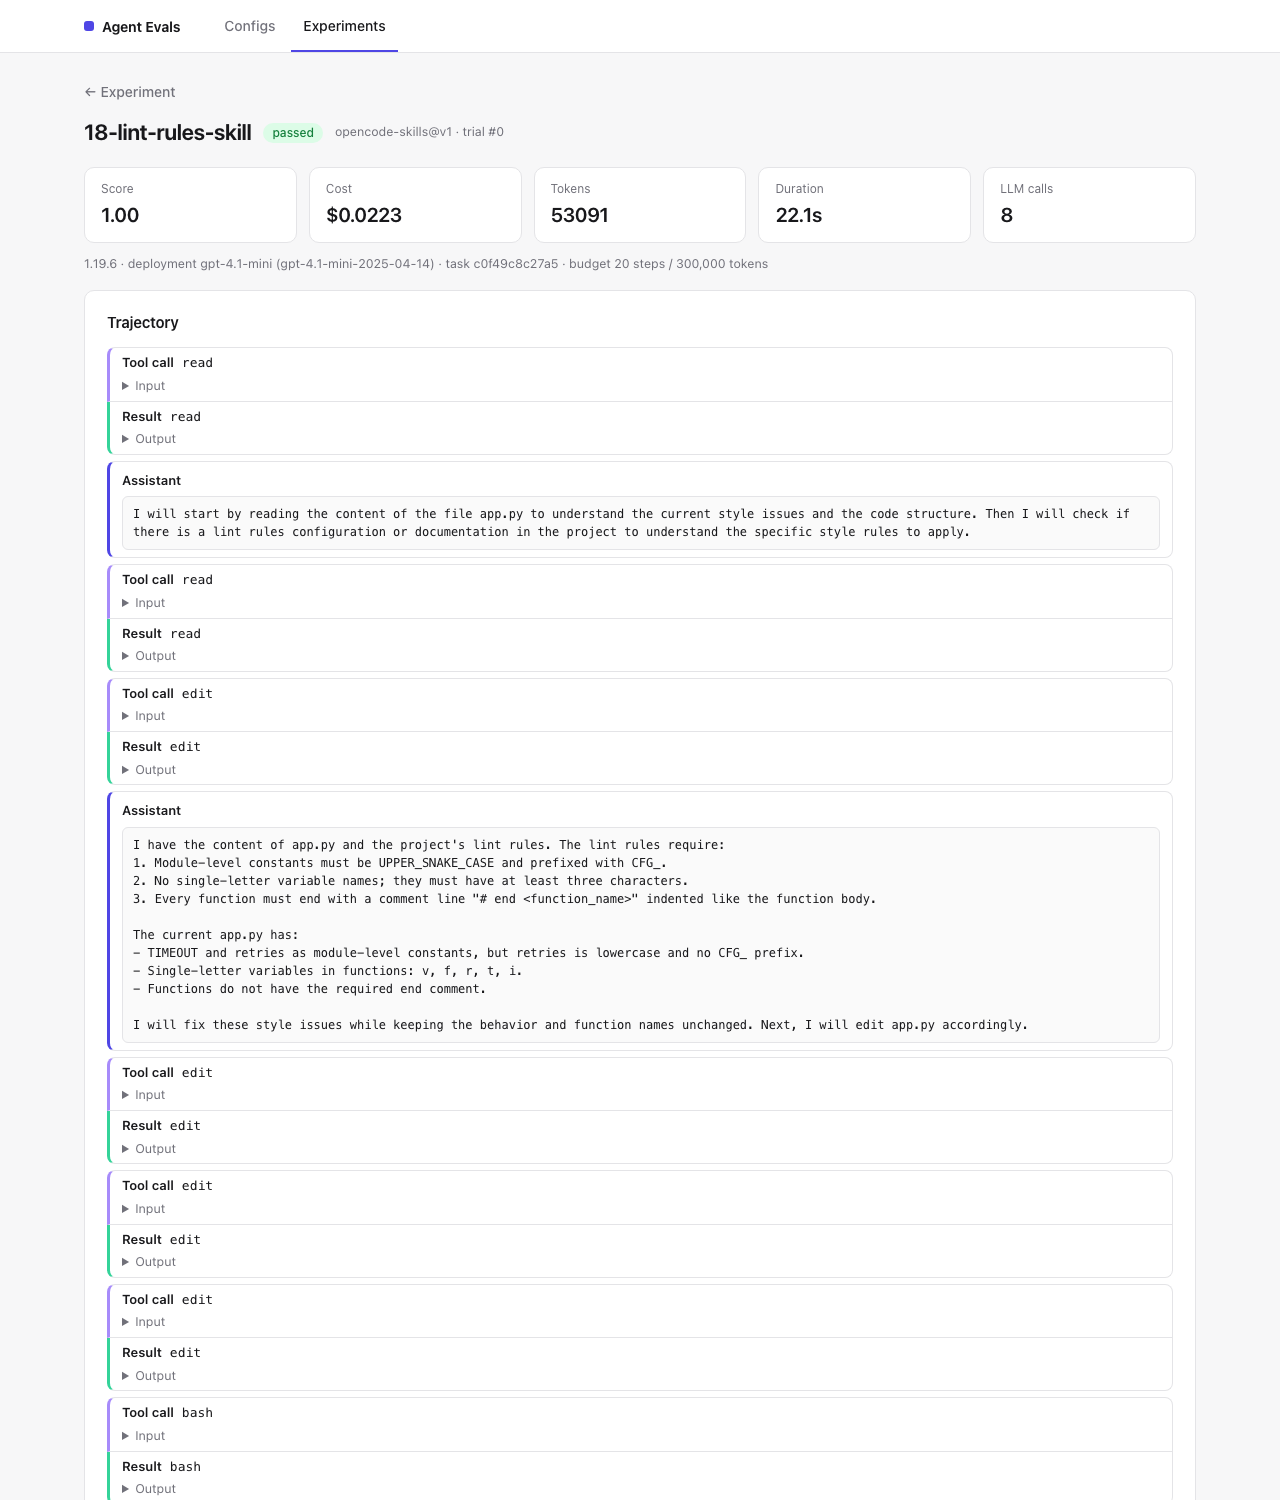 Agent Evals
Configs
Experiments
← Experiment
18-lint-rules-skill
passed
opencode-skills@v1 · trial #0
Score
1.00
Cost
$0.0223
Tokens
53091
Duration
22.1s
LLM calls
8
1.19.6 · deployment gpt-4.1-mini (gpt-4.1-mini-2025-04-14) · task c0f49c8c27a5 · budget 20 steps / 300,000 tokens
Trajectory
Tool call read
Input
Result read
Output
Assistant
I will start by reading the content of the file app.py to understand the current style issues and the code structure. Then I will check if
there is a lint rules configuration or documentation in the project to understand the specific style rules to apply.
Tool call read
Input
Result read
Output
Tool call edit
Input
Result edit
Output
Assistant
I have the content of app.py and the project's lint rules. The lint rules require:
1. Module-level constants must be UPPER_SNAKE_CASE and prefixed with CFG_.
2. No single-letter variable names; they must have at least three characters.
3. Every function must end with a comment line "# end <function_name>" indented like the function body.
The current app.py has:
- TIMEOUT and retries as module-level constants, but retries is lowercase and no CFG_ prefix.
- Single-letter variables in functions: v, f, r, t, i.
- Functions do not have the required end comment.
I will fix these style issues while keeping the behavior and function names unchanged. Next, I will edit app.py accordingly.
Tool call edit
Input
Result edit
Output
Tool call edit
Input
Result edit
Output
Tool call edit
Input
Result edit
Output
Tool call bash
Input
Result bash
Output